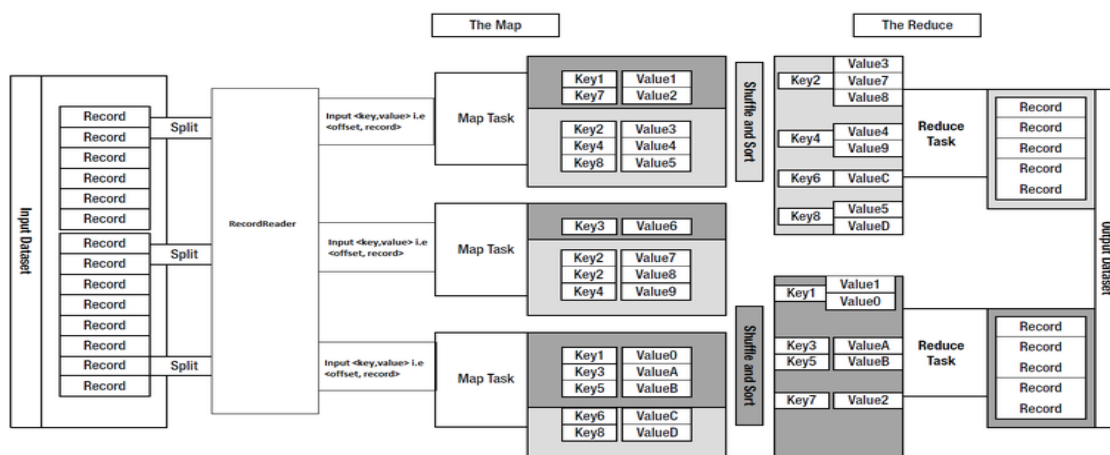 The Map
The Reduce
Input Dataset
Record
Record
Record
Record
Record
Record
Record
Record
Record
Record
Record
Record
Record
Record
Split
Split
Split
RecordReader
Input <key,value> i.e
<offset, record>
Input <key,value> i.e
<offset, record>
Input <key,value> i.e
<offset, record>
Map Task
Key1 Value1
Key7 Value2
Key2 Value3
Key4 Value4
Key8 Value5
Map Task
Key3 Value6
Key2 Value7
Key2 Value8
Key4 Value9
Map Task
Key1 Value0
Key3 ValueA
Key5 ValueB
Key6 ValueC
Key8 ValueD
Shuffle and Sort
Shuffle and Sort
Value3
Key2 Value7
Value8
Key4 Value4
Value9
Key6 ValueC
Key8 Value5
ValueD
Reduce
Task
Record
Record
Record
Record
Record
Value1
Key1 Value0
Key3 ValueA
Key5 ValueB
Key7 Value2
Reduce
Task
Record
Record
Record
Record
Record
Output Dataset